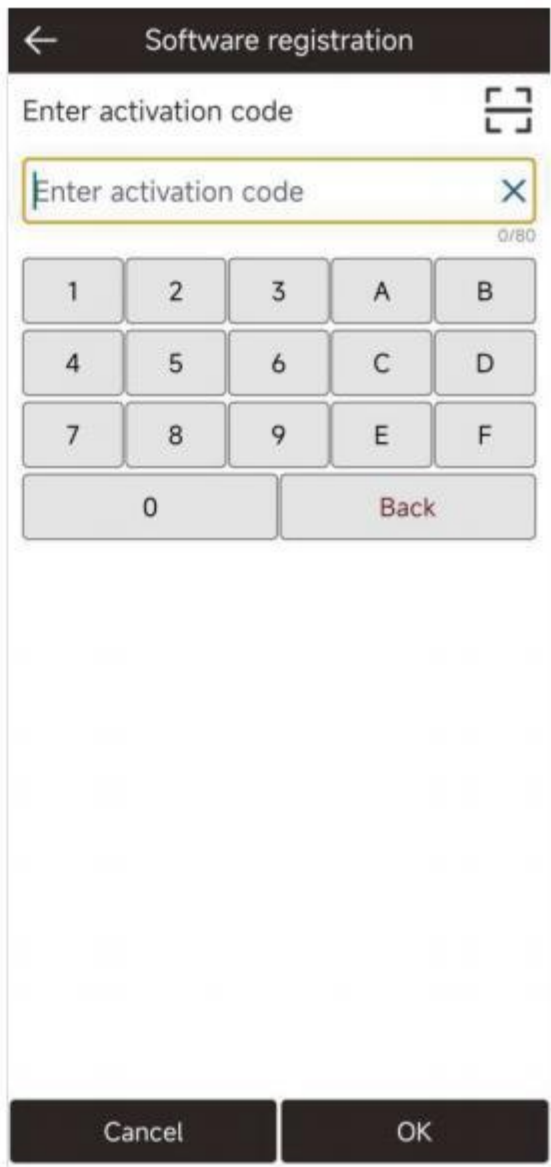 Software registration
Enter activation code
Enter activation code
0/80
1 2 3 A B
4 5 6 C D
7 8 9 E F
0 Back
Cancel OK